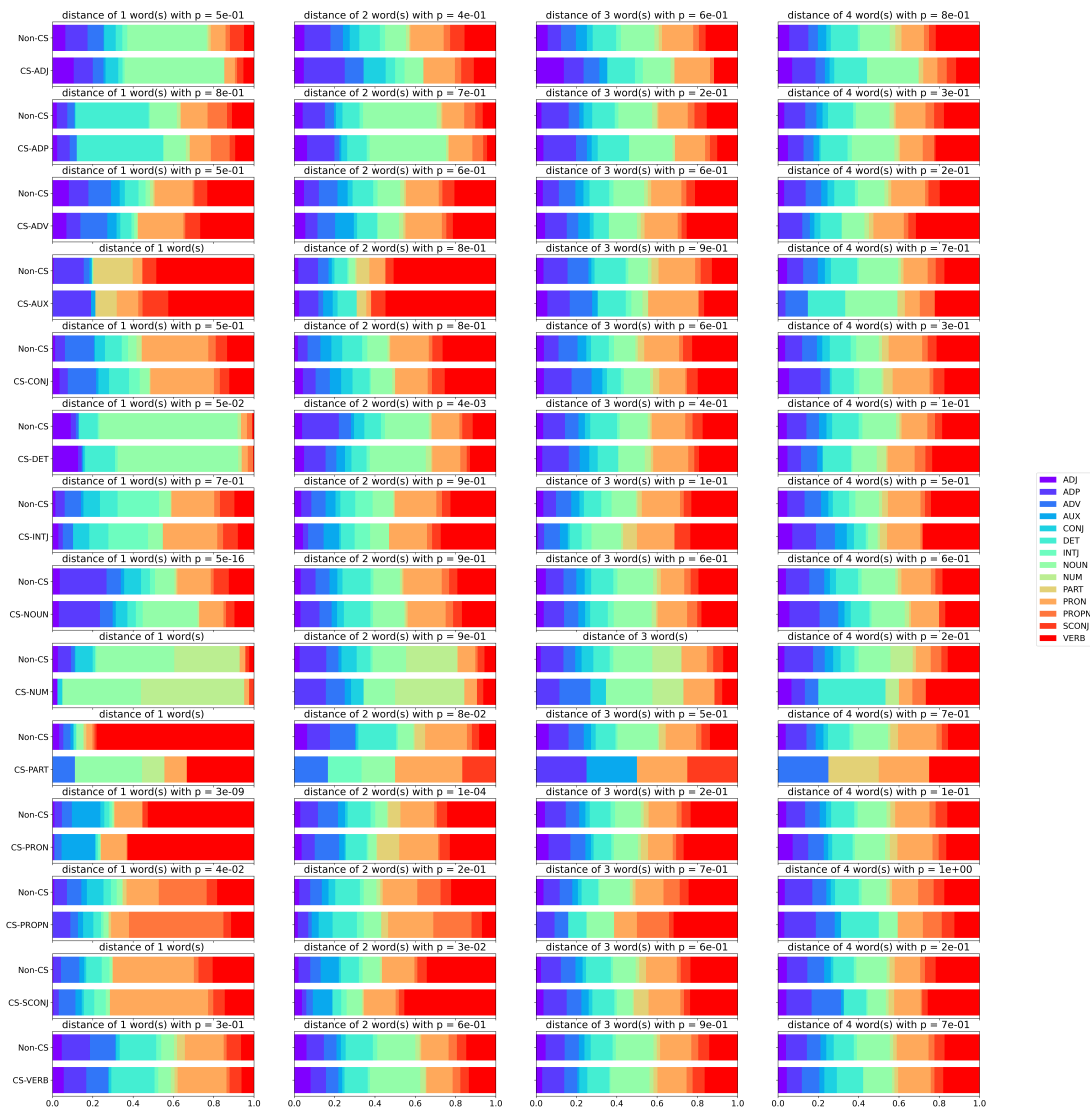 distance of 1 word(s) with p = 5e-01 distance of 2 word(s) with p = 4e-01 distance of 3 word(s) with p = 6e-01 distance of 4 word(s) with p = 8e-01
Non-CS
CS-ADJ
distance of 1 word(s) with p = 8e-01 distance of 2 word(s) with p = 7e-01 distance of 3 word(s) with p = 2e-01 distance of 4 word(s) with p = 3e-01
Non-CS
CS-ADP
distance of 1 word(s) with p = 5e-01 distance of 2 word(s) with p = 6e-01 distance of 3 word(s) with p = 6e-01 distance of 4 word(s) with p = 2e-01
Non-CS
CS-ADV
distance of 1 word(s) distance of 2 word(s) with p = 8e-01 distance of 3 word(s) with p = 9e-01 distance of 4 word(s) with p = 7e-01
Non-CS
CS-AUX
distance of 1 word(s) with p = 5e-01 distance of 2 word(s) with p = 8e-01 distance of 3 word(s) with p = 6e-01 distance of 4 word(s) with p = 3e-01
Non-CS
CS-CONJ
distance of 1 word(s) with p = 5e-02 distance of 2 word(s) with p = 4e-03 distance of 3 word(s) with p = 4e-01 distance of 4 word(s) with p = 1e-01
Non-CS
CS-DET
distance of 1 word(s) with p = 7e-01 distance of 2 word(s) with p = 9e-01 distance of 3 word(s) with p = 1e-01 distance of 4 word(s) with p = 5e-01
Non-CS
CS-INTJ
distance of 1 word(s) with p = 5e-16 distance of 2 word(s) with p = 9e-01 distance of 3 word(s) with p = 6e-01 distance of 4 word(s) with p = 6e-01
Non-CS
CS-NOUN
distance of 1 word(s) distance of 2 word(s) with p = 9e-01 distance of 3 word(s) distance of 4 word(s) with p = 2e-01
Non-CS
CS-NUM
distance of 1 word(s) distance of 2 word(s) with p = 8e-02 distance of 3 word(s) with p = 5e-01 distance of 4 word(s) with p = 7e-01
Non-CS
CS-PART
distance of 1 word(s) with p = 3e-09 distance of 2 word(s) with p = 1e-04 distance of 3 word(s) with p = 2e-01 distance of 4 word(s) with p = 1e-01
Non-CS
CS-PRON
distance of 1 word(s) with p = 4e-02 distance of 2 word(s) with p = 2e-01 distance of 3 word(s) with p = 7e-01 distance of 4 word(s) with p = 1e+00
Non-CS
CS-PROPN
distance of 1 word(s) distance of 2 word(s) with p = 3e-02 distance of 3 word(s) with p = 6e-01 distance of 4 word(s) with p = 2e-01
Non-CS
CS-SCONJ
distance of 1 word(s) with p = 3e-01 distance of 2 word(s) with p = 6e-01 distance of 3 word(s) with p = 9e-01 distance of 4 word(s) with p = 7e-01
Non-CS
CS-VERB
0.0 0.2 0.4 0.6 0.8 1.0 0.0 0.2 0.4 0.6 0.8 1.0 0.0 0.2 0.4 0.6 0.8 1.0 0.0 0.2 0.4 0.6 0.8 1.0
ADJ
ADP
ADV
AUX
CONJ
DET
INTJ
NOUN
NUM
PART
PRON
PROPN
SCONJ
VERB